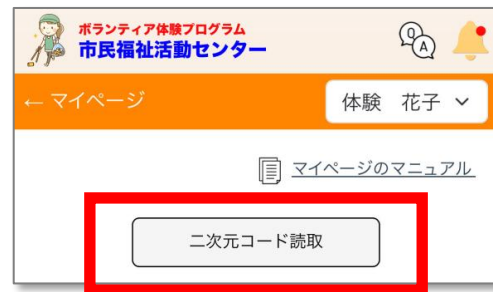 ボランティア体験プログラム
市民福祉活動センター
Q A
← マイページ
体験 花子
マイページのマニュアル
二次元コード読取